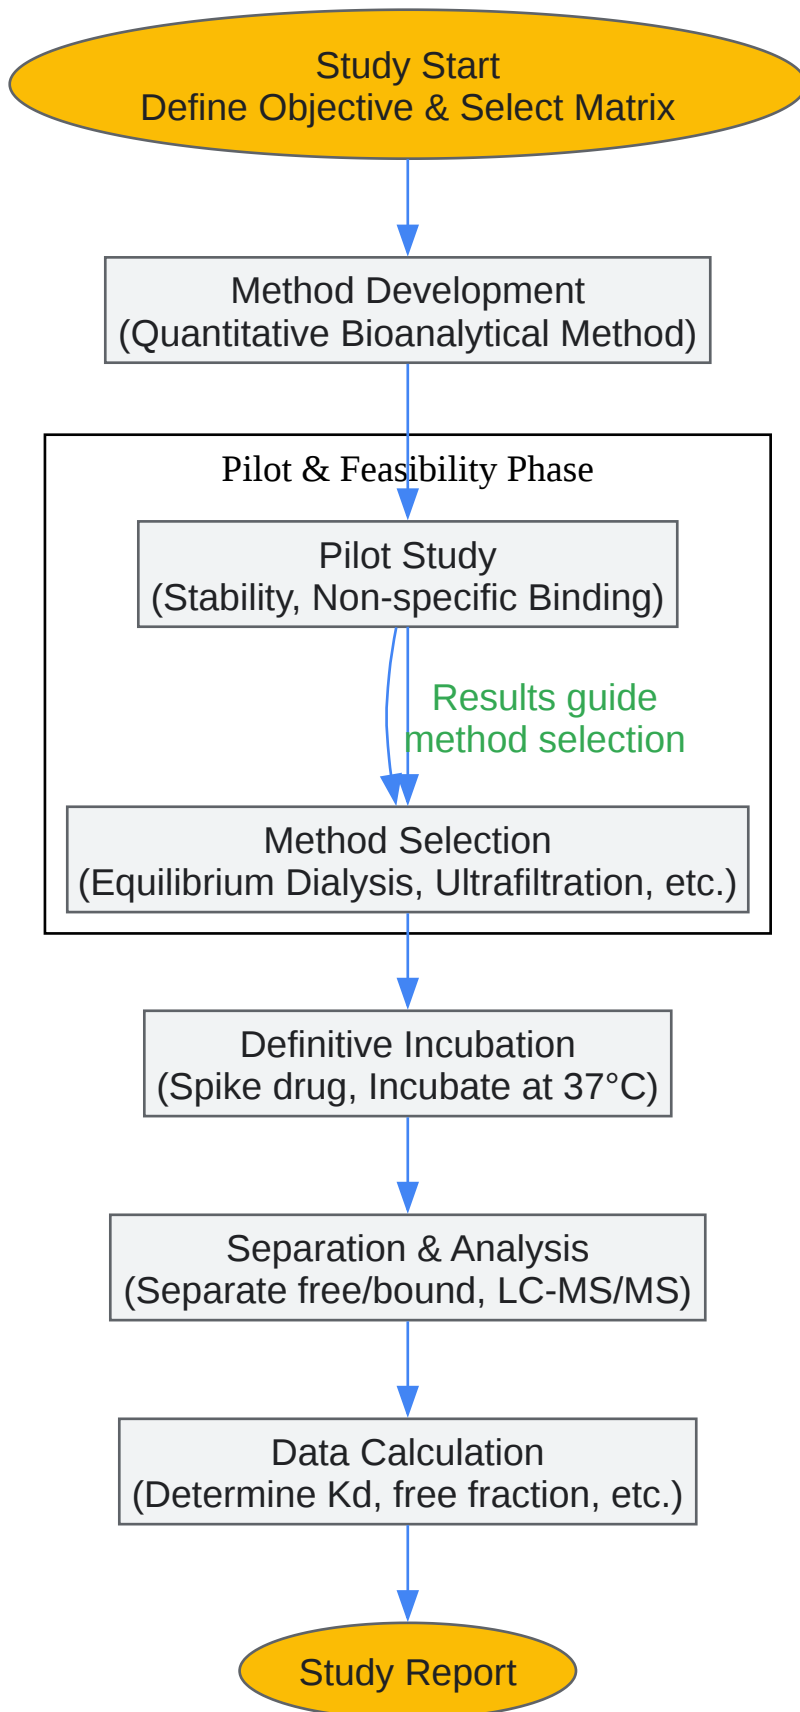 Study Start
Define Objective & Select Matrix
Method Development
(Quantitative Bioanalytical Method)
Pilot & Feasibility Phase
Pilot Study
(Stability, Non-specific Binding)
Results guide
method selection
Method Selection
(Equilibrium Dialysis, Ultrafiltration, etc.)
Definitive Incubation
(Spike drug, Incubate at 37°C)
Separation & Analysis
(Separate free/bound, LC-MS/MS)
Data Calculation
(Determine Kd, free fraction, etc.)
Study Report